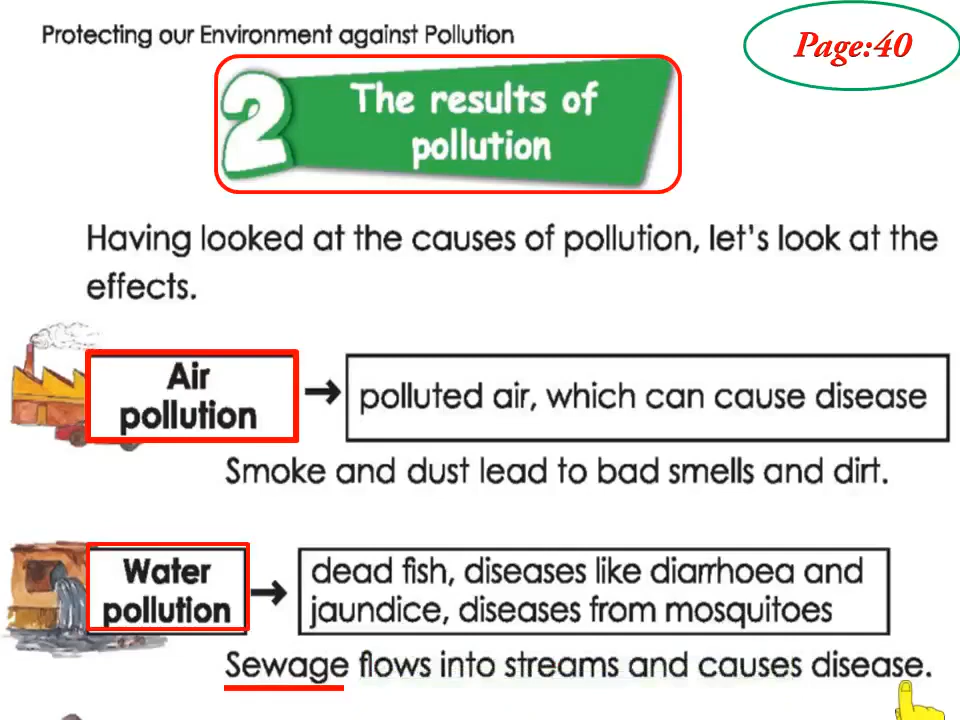 Protecting our Environment against Pollution
Page:40
2
The results of
pollution
Having looked at the causes of pollution, let's look at the
effects.
Air
pollution
→
polluted air, which can cause disease
Smoke and dust lead to bad smells and dirt.
Water
pollution
→
dead fish, diseases like diarrhoea and
jaundice, diseases from mosquitoes
Sewage flows into streams and causes disease.